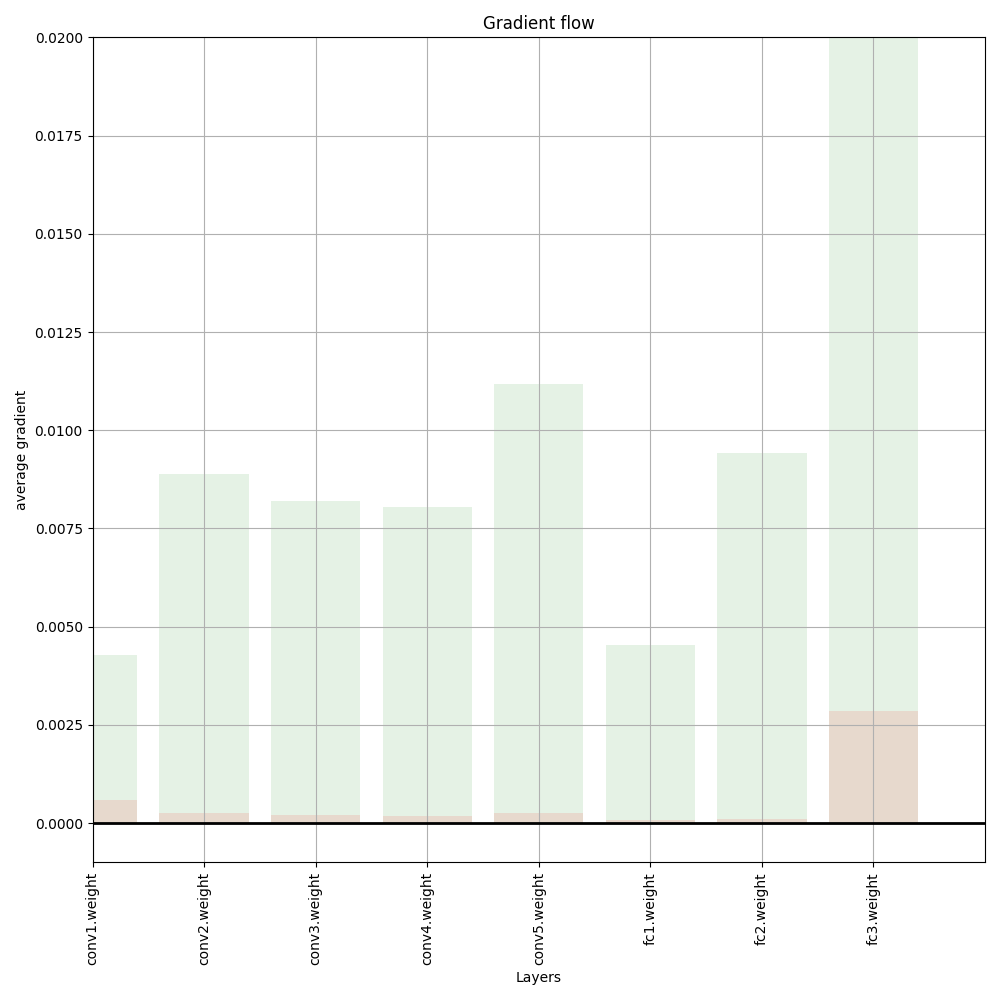 Gradient flow
0.0200
0.0175
0.0150
0.0125
0.0100
0.0075
0.0050
0.0025
0.0000
average gradient
conv1.weight
conv2.weight
conv3.weight
conv4.weight
conv5.weight
fc1.weight
fc2.weight
fc3.weight
Layers